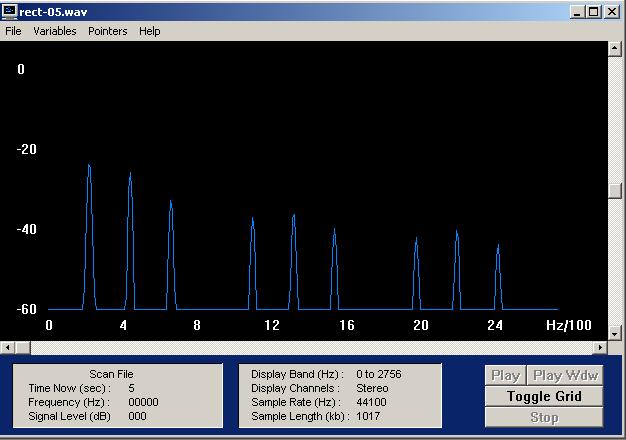 rect-05.wav
File Variables Pointers Help
0
-20
-40
-60
0 4 8 12 16 20 24 Hz/100
Scan File
Time Now (sec) : 5
Frequency (Hz) : 00000
Signal Level (dB) 000
Display Band (Hz) : 0 to 2756
Display Channels : Stereo
Sample Rate (Hz) : 44100
Sample Length (kb) : 1017
Play Play Wdw
Toggle Grid
Stop